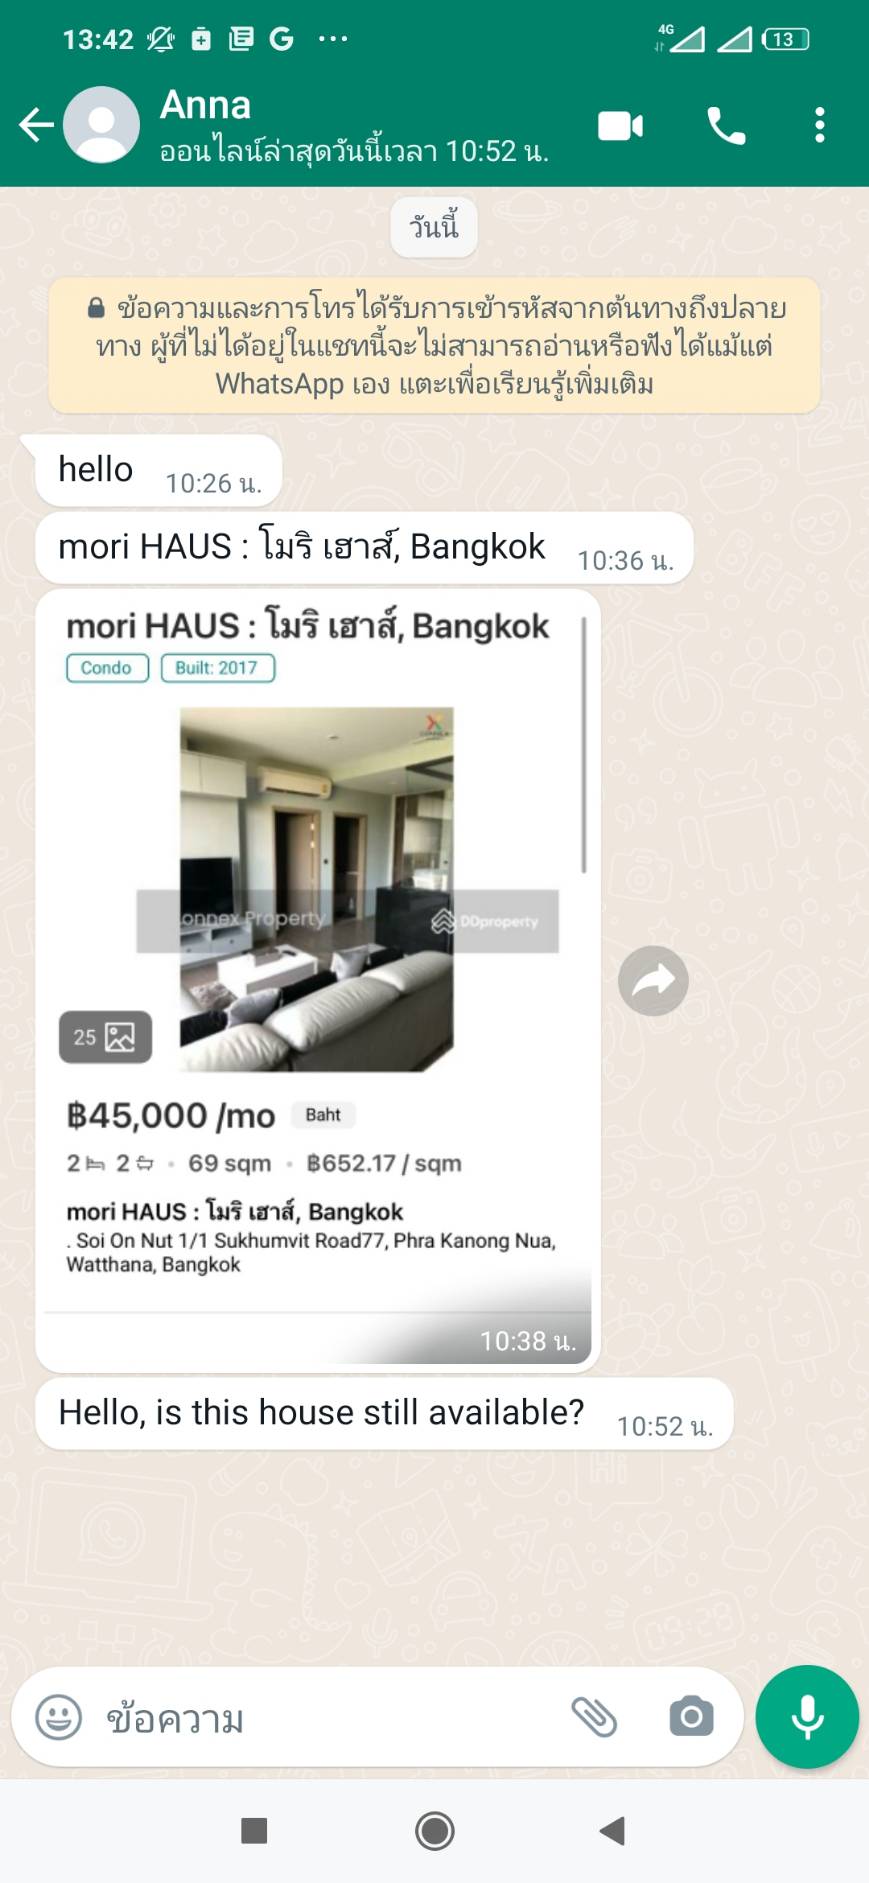 13:42
4G
13
Anna
ออนไลน์ล่าสุดวันนี้เวลา 10:52 น.
วันนี้
ข้อความและการโทรได้รับการเข้ารหัสจากต้นทางถึงปลาย
ทาง ผู้ที่ไม่ได้อยู่ในแชทนี้จะไม่สามารถอ่านหรือฟังได้แม้แต่
WhatsApp เอง แตะเพื่อเรียนรู้เพิ่มเติม
hello 10:26 น.
mori HAUS : โมริ เฮาส์, Bangkok 10:36 น.
mori HAUS : โมริ เฮาส์, Bangkok
Condo Built: 2017
onnex Property DDproperty
25
฿45,000 /mo Baht
2 2 • 69 sqm • ฿652.17 / sqm
mori HAUS : โมริ เฮาส์, Bangkok
. Soi On Nut 1/1 Sukhumvit Road77, Phra Kanong Nua,
Watthana, Bangkok
10:38 น.
Hello, is this house still available? 10:52 น.
ข้อความ